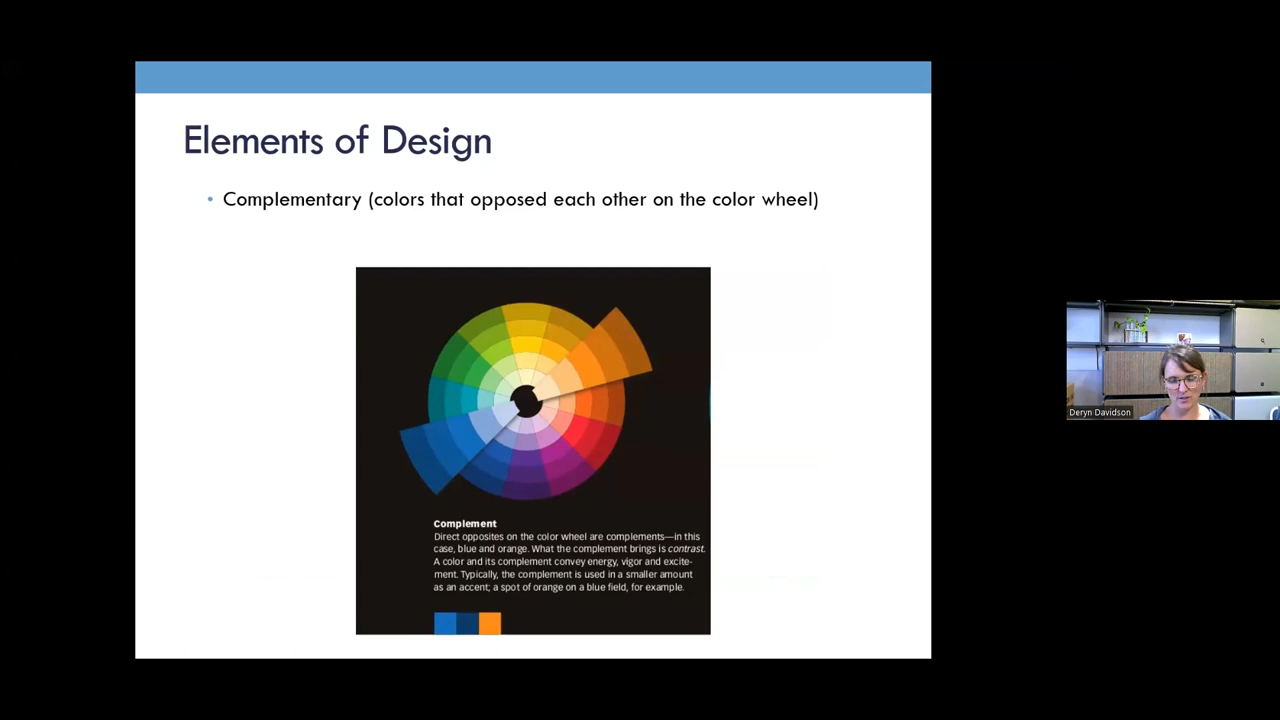 Elements of Design
• Complementary (colors that opposed each other on the color wheel)
Complement
Direct opposites on the color wheel are complements—in this
case, blue and orange. What the complement brings is contrast.
A color and its complement convey energy, vigor and excite-
ment. Typically, the complement is used in a smaller amount
as an accent; a spot of orange on a blue field, for example.
Deryn Davidson